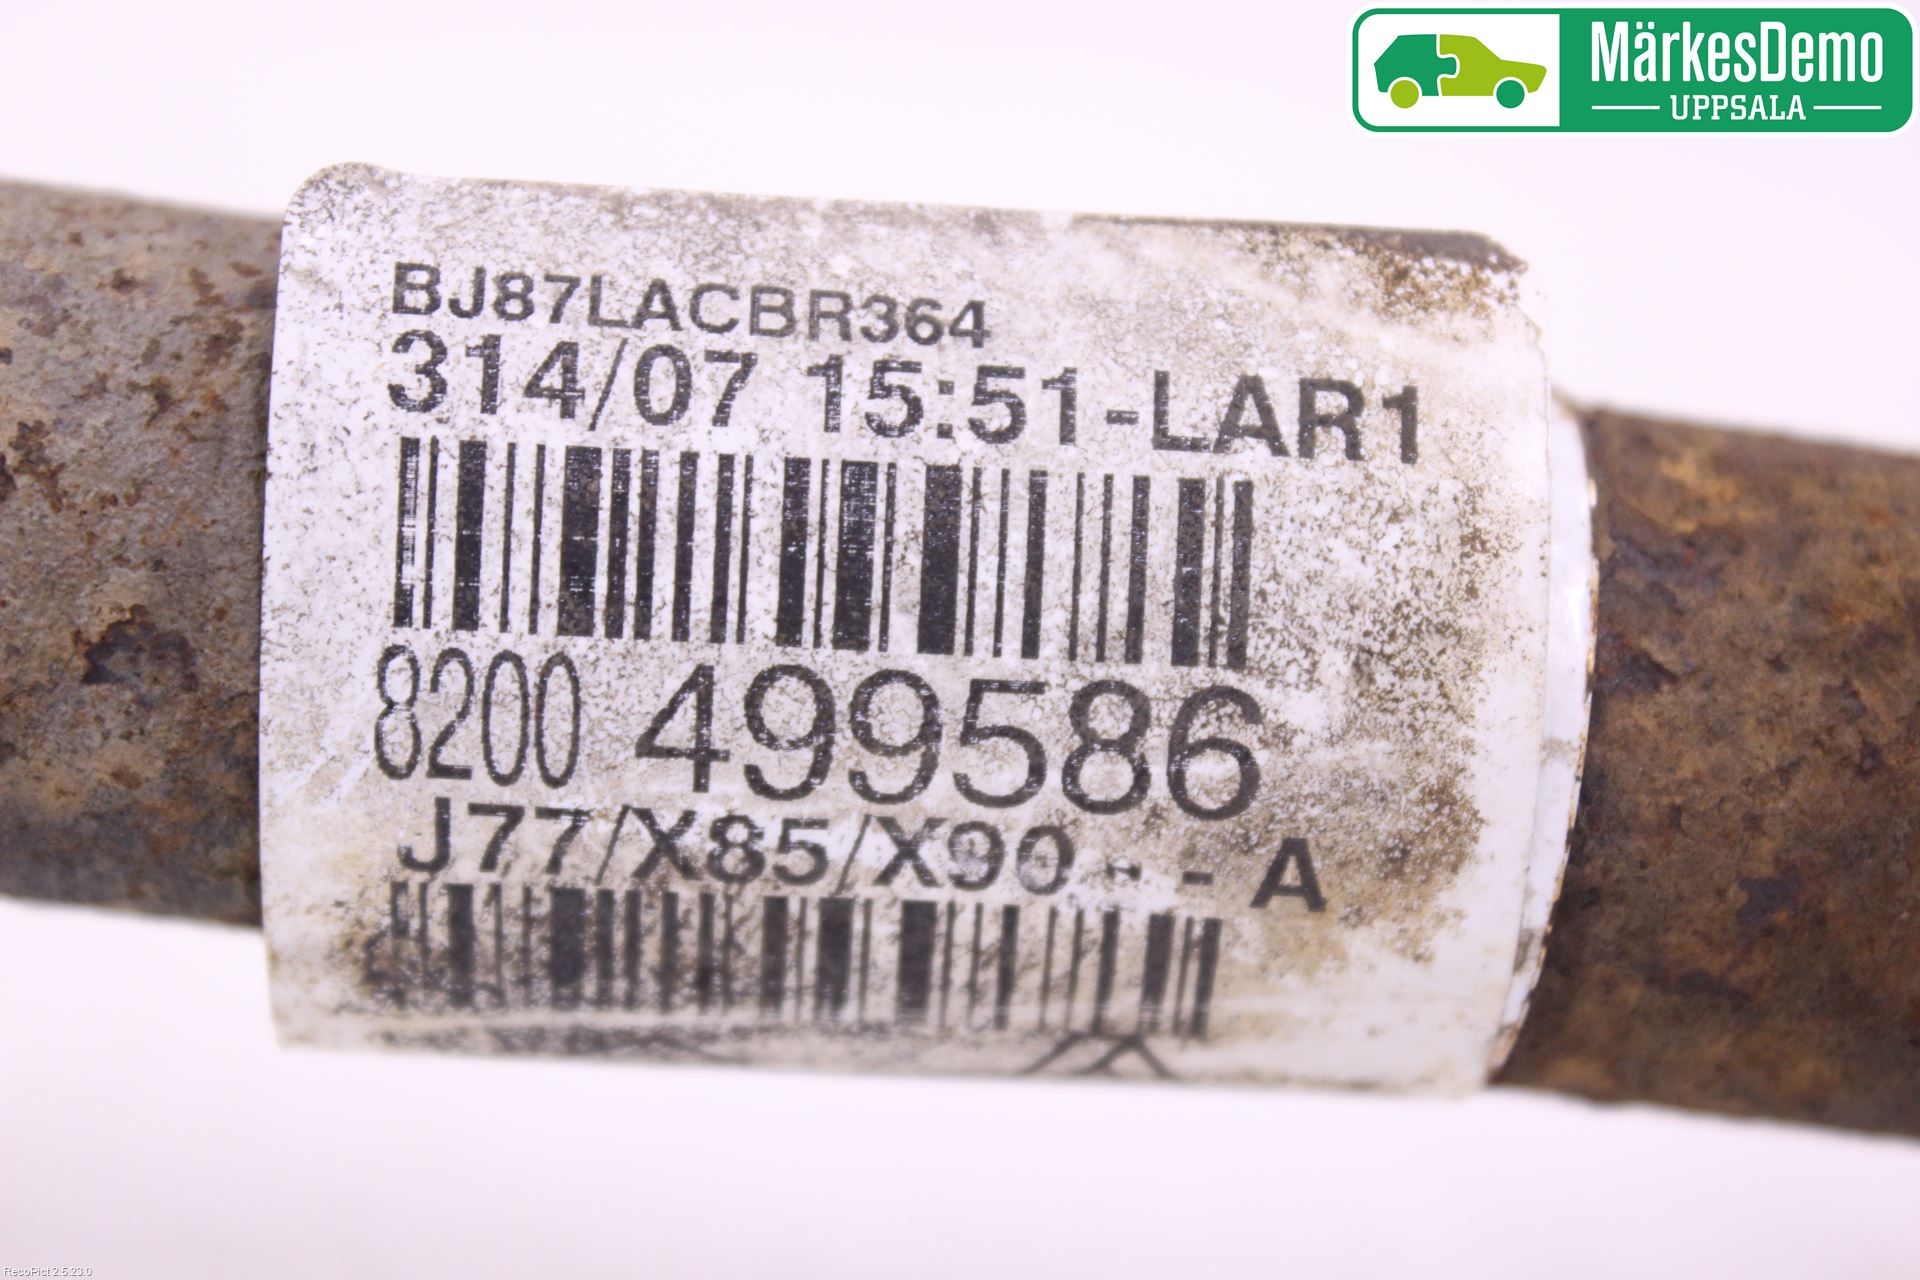 MärkesDemo
UPPSALA
BJ87LACBR364
314/07 15:51-LAR1
8200 499586
J77/X85/X90 - - A
RecoPict 2.5.23.0